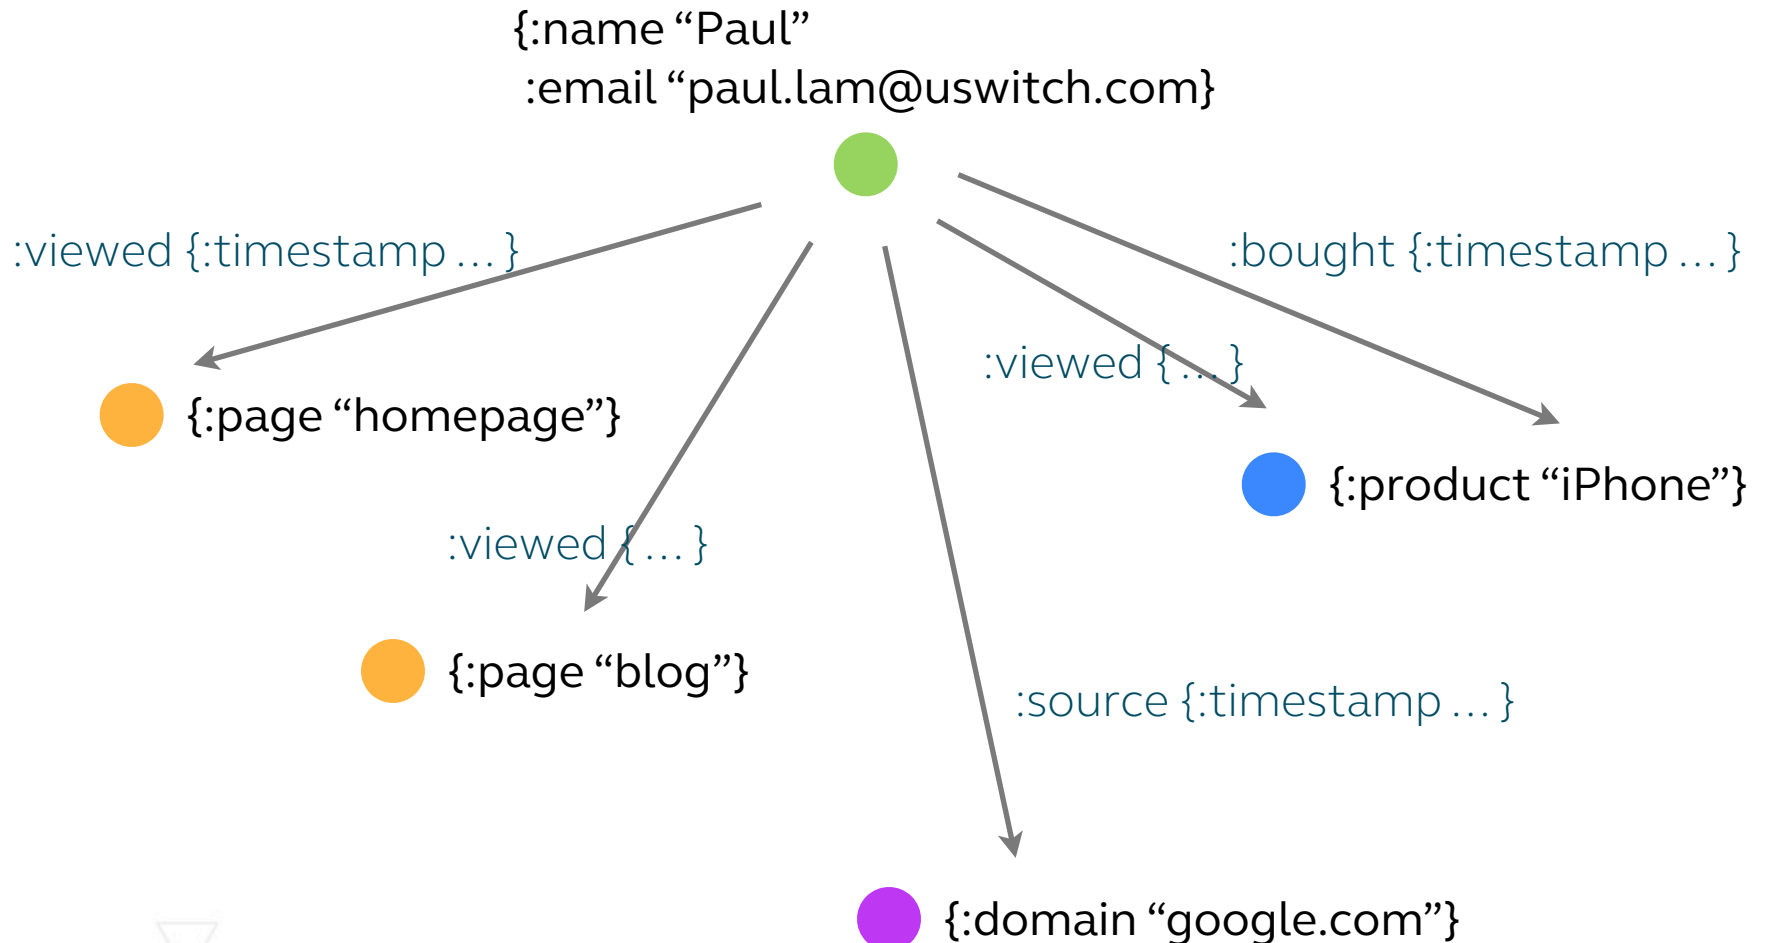 {:name “Paul”
:email “paul.lam@uswitch.com}
:viewed {:timestamp … }
:bought {:timestamp … }
:viewed { … }
{:page “homepage”}
{:product “iPhone”}
:viewed { … }
{:page “blog”}
:source {:timestamp … }
{:domain “google.com”}